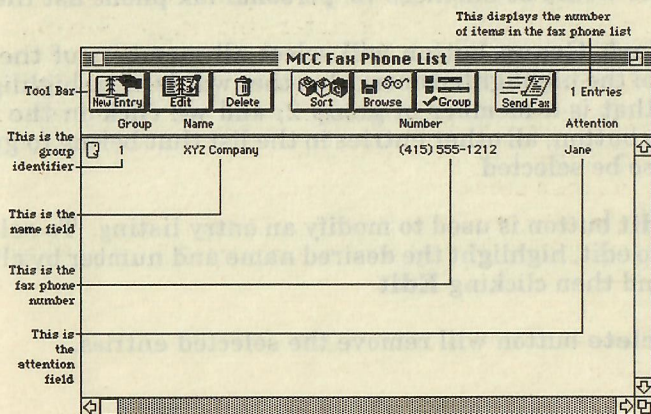 This displays the number
of items in the fax phone list
MCC Fax Phone List
Tool Bar
New Entry
Edit
Delete
Sort
Browse
✓Group
Send Fax
1 Entries
Group
Name
Number
Attention
This is the
group
identifier
1
XYZ Company
(415) 555-1212
Jane
This is the
name field
This is the
fax phone
number
This is
the
attention
field